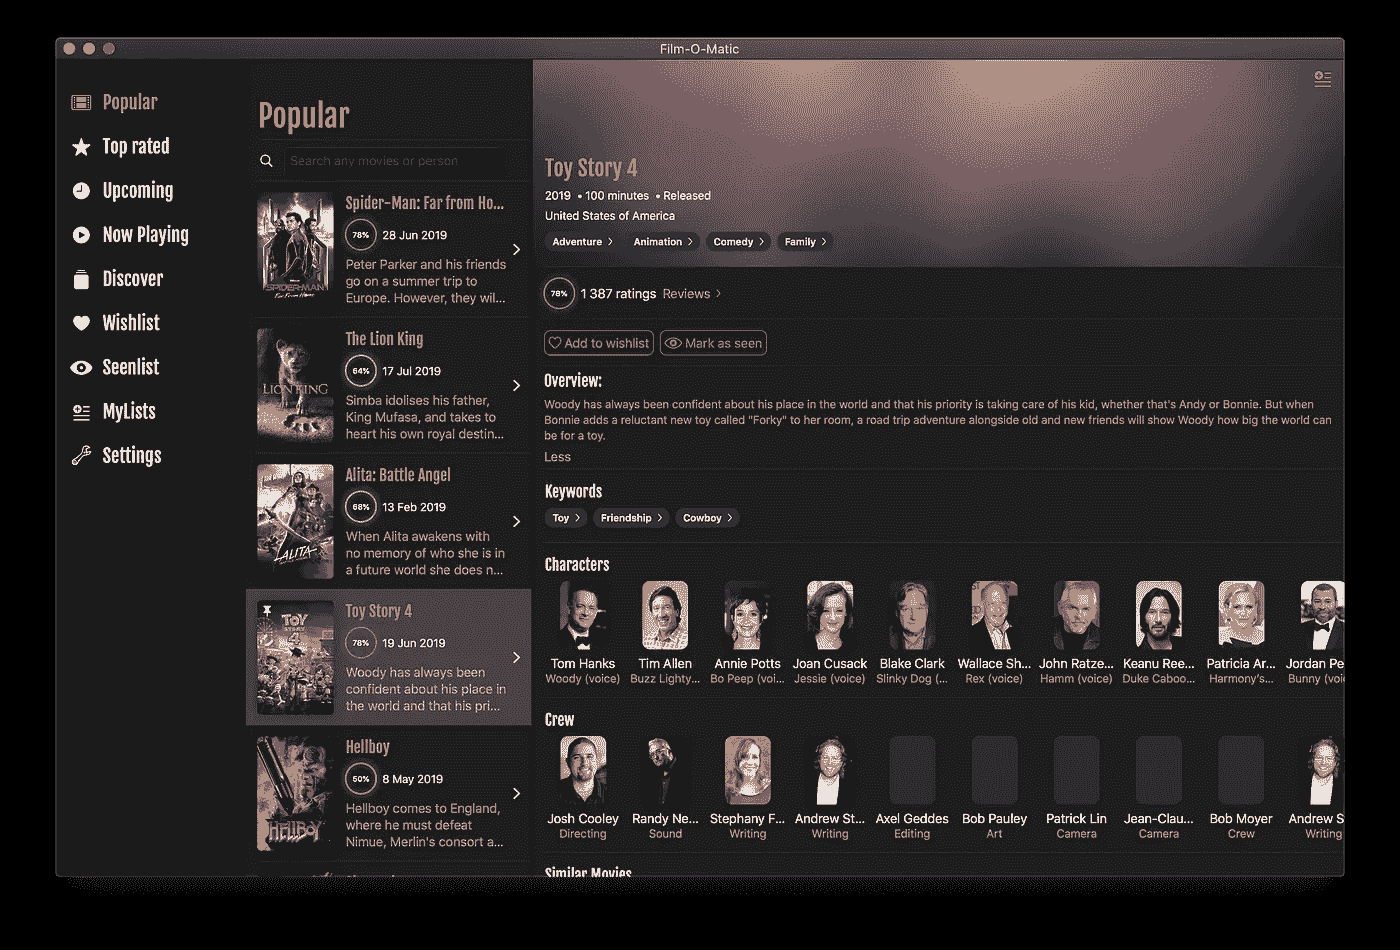 Film-O-Matic
Popular
Top rated
Upcoming
Now Playing
Discover
Wishlist
Seenlist
MyLists
Settings
Popular
Search any movies or person
Spider-Man: Far from Ho...
78% 28 Jun 2019
Peter Parker and his friends
go on a summer trip to
Europe. However, they wil...
SPIDER-MAN
Far From Home
The Lion King
64% 17 Jul 2019
Simba idolises his father,
King Mufasa, and takes to
heart his own royal destin...
LION KING
Alita: Battle Angel
68% 13 Feb 2019
When Alita awakens with
no memory of who she is in
a future world she does n...
ALITA
Toy Story 4
78% 19 Jun 2019
Woody has always been
confident about his place in
the world and that his pri...
TOY
STORY
4
Hellboy
50% 8 May 2019
Hellboy comes to England,
where he must defeat
Nimue, Merlin's consort a...
HELLBOY
Toy Story 4
2019 • 100 minutes • Released
United States of America
Adventure Animation Comedy Family
78% 1 387 ratings Reviews
Add to wishlist Mark as seen
Overview:
Woody has always been confident about his place in the world and that his priority is taking care of his kid, whether that's Andy or Bonnie. But when
Bonnie adds a reluctant new toy called "Forky" to her room, a road trip adventure alongside old and new friends will show Woody how big the world can
be for a toy.
Less
Keywords
Toy Friendship Cowboy
Characters
Tom Hanks Tim Allen Annie Potts Joan Cusack Blake Clark Wallace Sh... John Ratze... Keanu Ree... Patricia Ar... Jordan Pe
Woody (voice) Buzz Lighty... Bo Peep (voi... Jessie (voice) Slinky Dog (... Rex (voice) Hamm (voice) Duke Caboo... Harmony's... Bunny (voi
Crew
Josh Cooley Randy Ne... Stephany F... Andrew St... Axel Geddes Bob Pauley Patrick Lin Jean-Clau... Bob Moyer Andrew S
Directing Sound Writing Writing Editing Art Camera Camera Crew Writing
Similar Movies